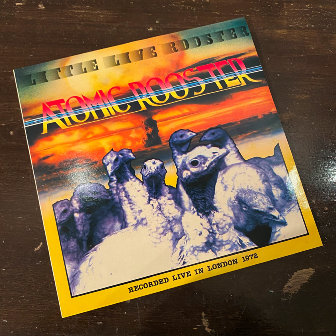 LITTLE LIVE ROOSTER
ATOMIC ROOSTER
RECORDED LIVE IN LONDON 1972